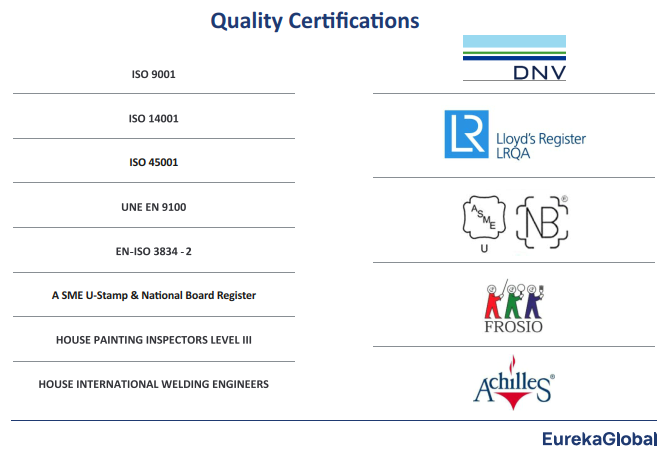 Quality Certifications
ISO 9001
ISO 14001
ISO 45001
UNE EN 9100
EN-ISO 3834 - 2
A SME U-Stamp & National Board Register
HOUSE PAINTING INSPECTORS LEVEL III
HOUSE INTERNATIONAL WELDING ENGINEERS
DNV
LR
Lloyd's Register
LRQA
ASME
U
NB®
FROSIO
Achilles®
EurekaGlobal